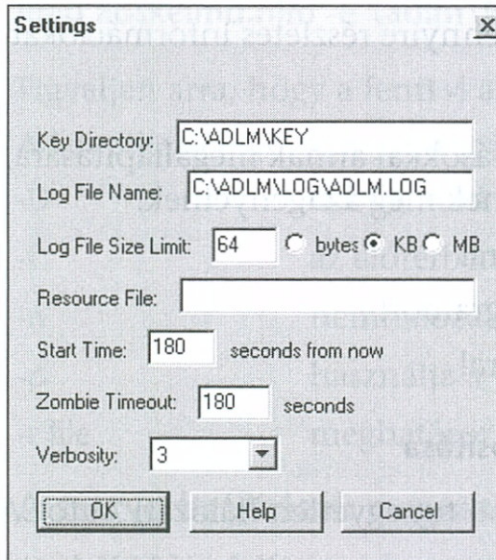 Settings
Key Directory: C:\ADLM\KEY
Log File Name: C:\ADLM\LOG\ADLM.LOG
Log File Size Limit: 64 bytes KB MB
Resource File:
Start Time: 180 seconds from now
Zombie Timeout: 180 seconds
Verbosity: 3
OK Help Cancel